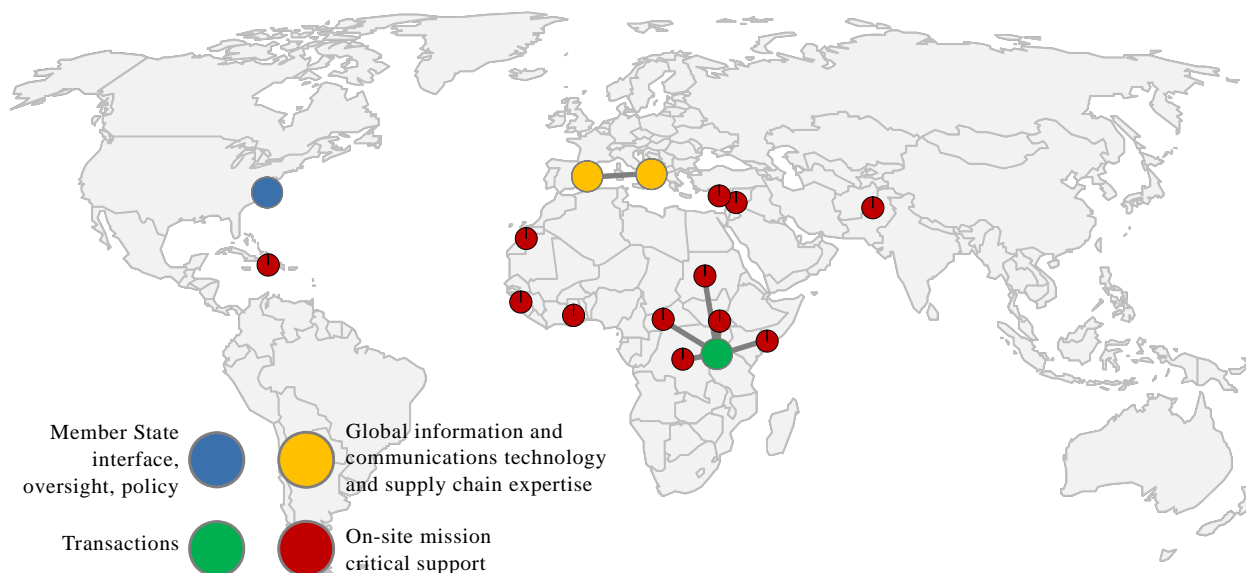 Member State
interface,
oversight, policy
Global information and
communications technology
and supply chain expertise
Transactions
On-site mission
critical support